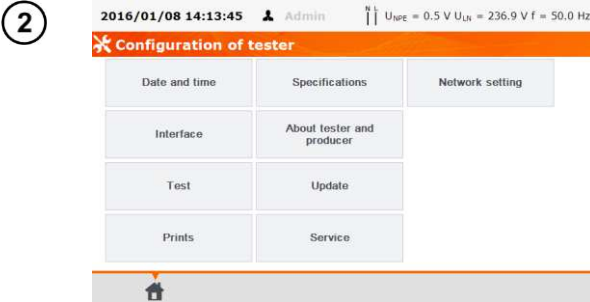 2
2016/01/08 14:13:45 Admin N L UNPE = 0.5 V ULN = 236.9 V f = 50.0 Hz
Configuration of tester
Date and time Specifications Network setting
Interface About tester and
producer
Test Update
Prints Service